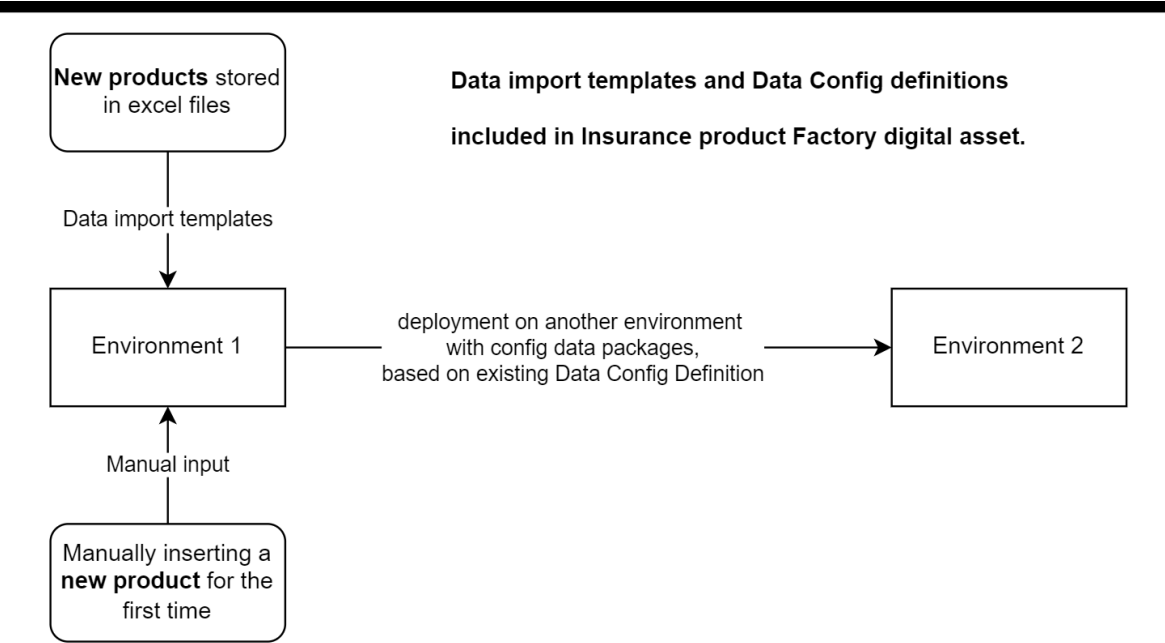 New products stored
in excel files
Data import templates and Data Config definitions
included in Insurance product Factory digital asset.
Data import templates
Environment 1
deployment on another environment
with config data packages,
based on existing Data Config Definition
Environment 2
Manual input
Manually inserting a
new product for the
first time